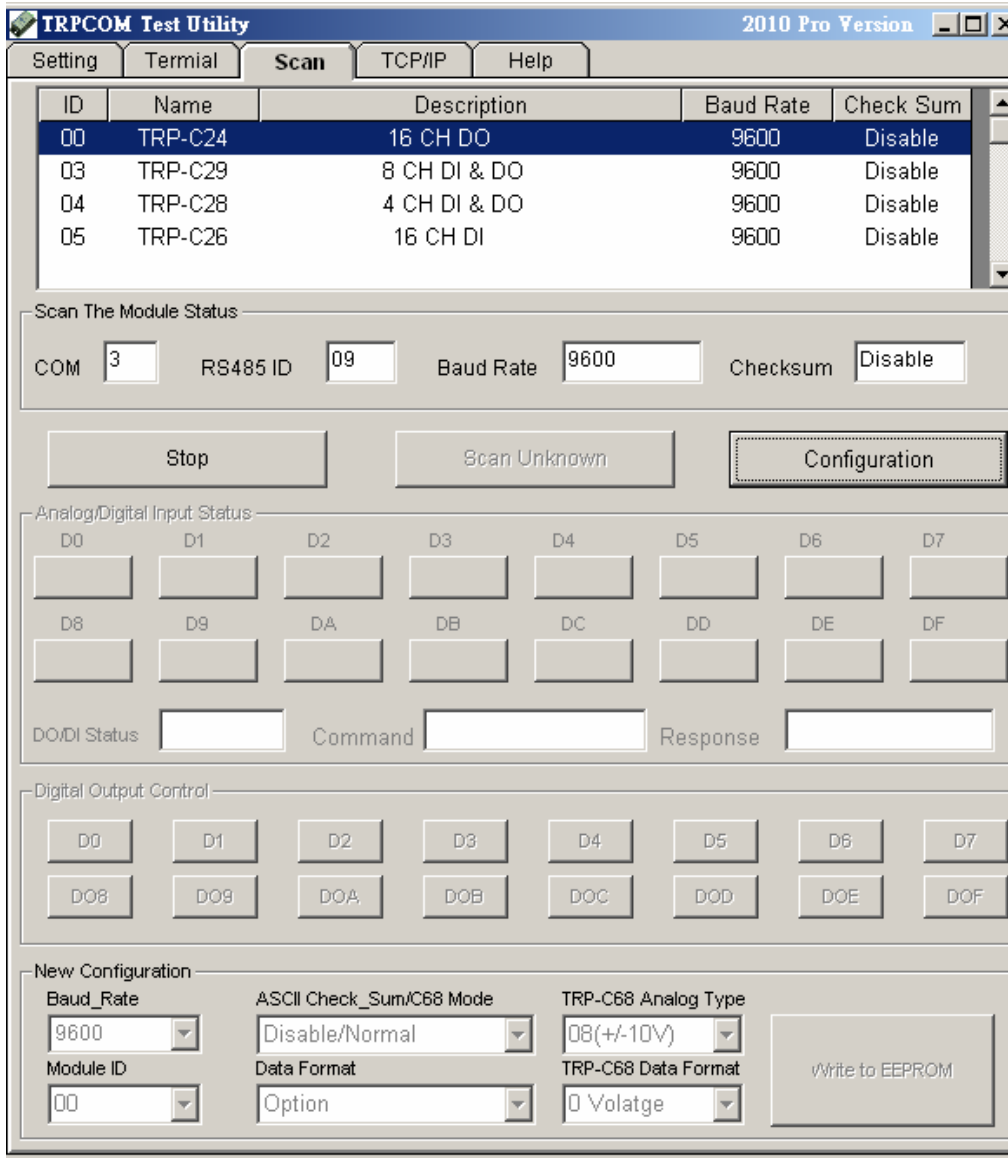 TRPCOM Test Utility 2010 Pro Version
Setting Termial Scan TCP/IP Help
ID Name Description Baud Rate Check Sum
00 TRP-C24 16 CH DO 9600 Disable
03 TRP-C29 8 CH DI & DO 9600 Disable
04 TRP-C28 4 CH DI & DO 9600 Disable
05 TRP-C26 16 CH DI 9600 Disable
Scan The Module Status
COM 3 RS485 ID 09 Baud Rate 9600 Checksum Disable
Stop Scan Unknown Configuration
Analog/Digital Input Status
D0 D1 D2 D3 D4 D5 D6 D7
D8 D9 DA DB DC DD DE DF
DO/DI Status Command Response
Digital Output Control
D0 D1 D2 D3 D4 D5 D6 D7
DO8 DO9 DOA DOB DOC DOD DOE DOF
New Configuration
Baud_Rate ASCII Check_Sum/C68 Mode TRP-C68 Analog Type
9600 Disable/Normal 08(+/-10V)
Module ID Data Format TRP-C68 Data Format Write to EEPROM
00 Option 0 Volatge